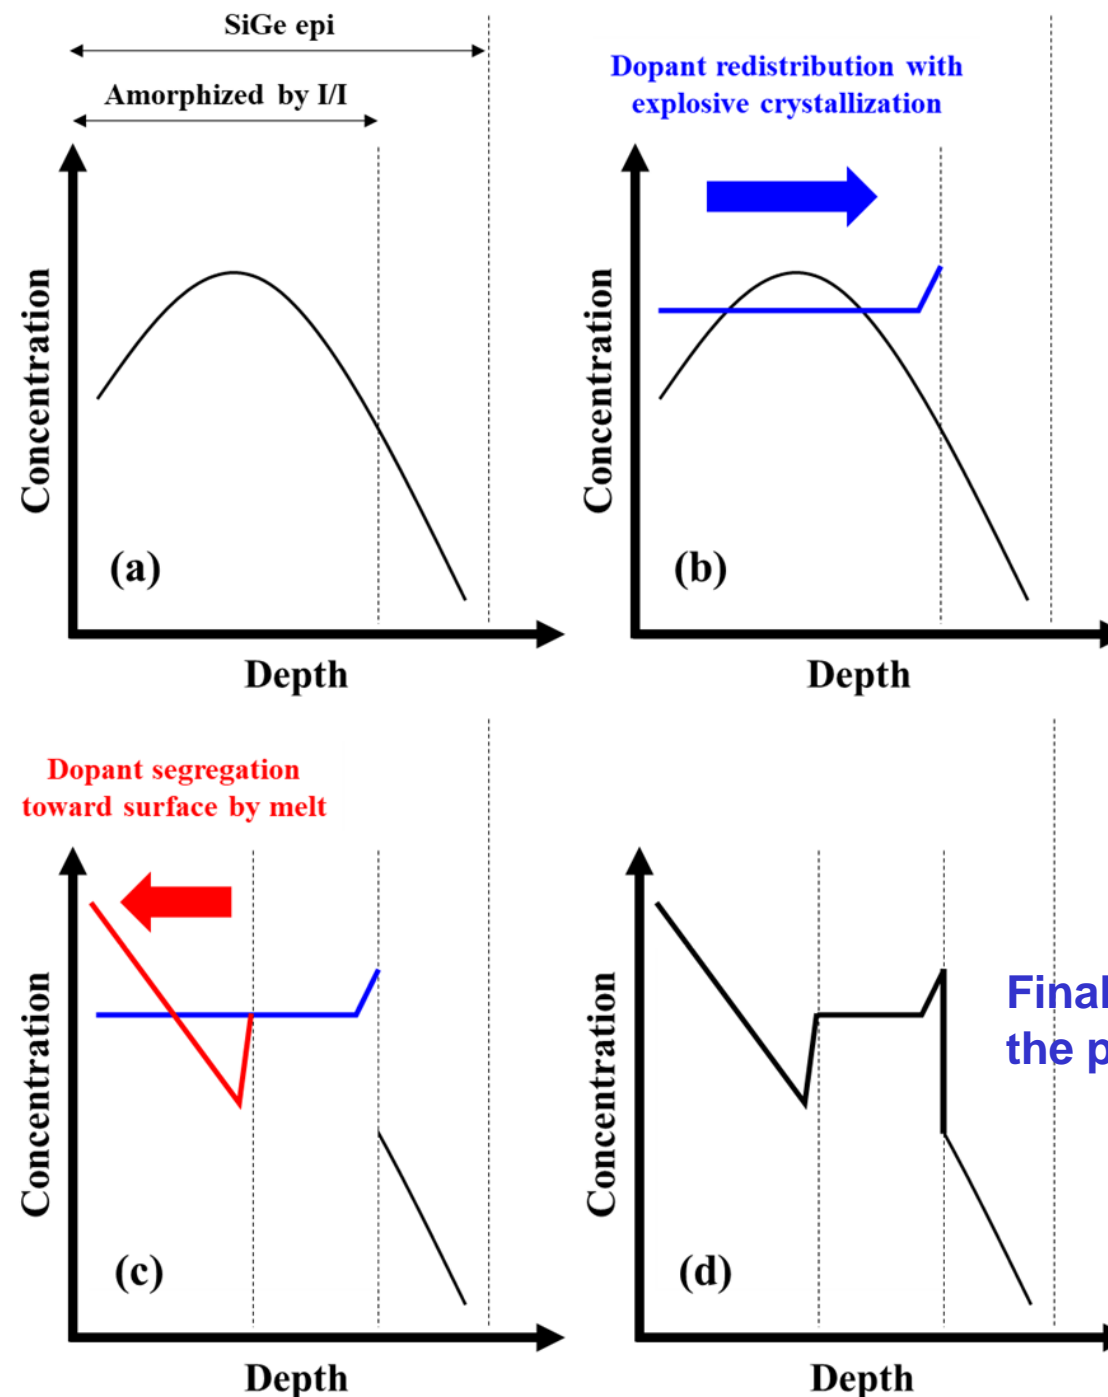 SiGe epi
Amorphized by I/I
Concentration
(a)
Depth
Dopant redistribution with
explosive crystallization
Concentration
(b)
Depth
Dopant segregation
toward surface by melt
Concentration
(c)
Depth
Concentration
(d)
Depth
Final
the p